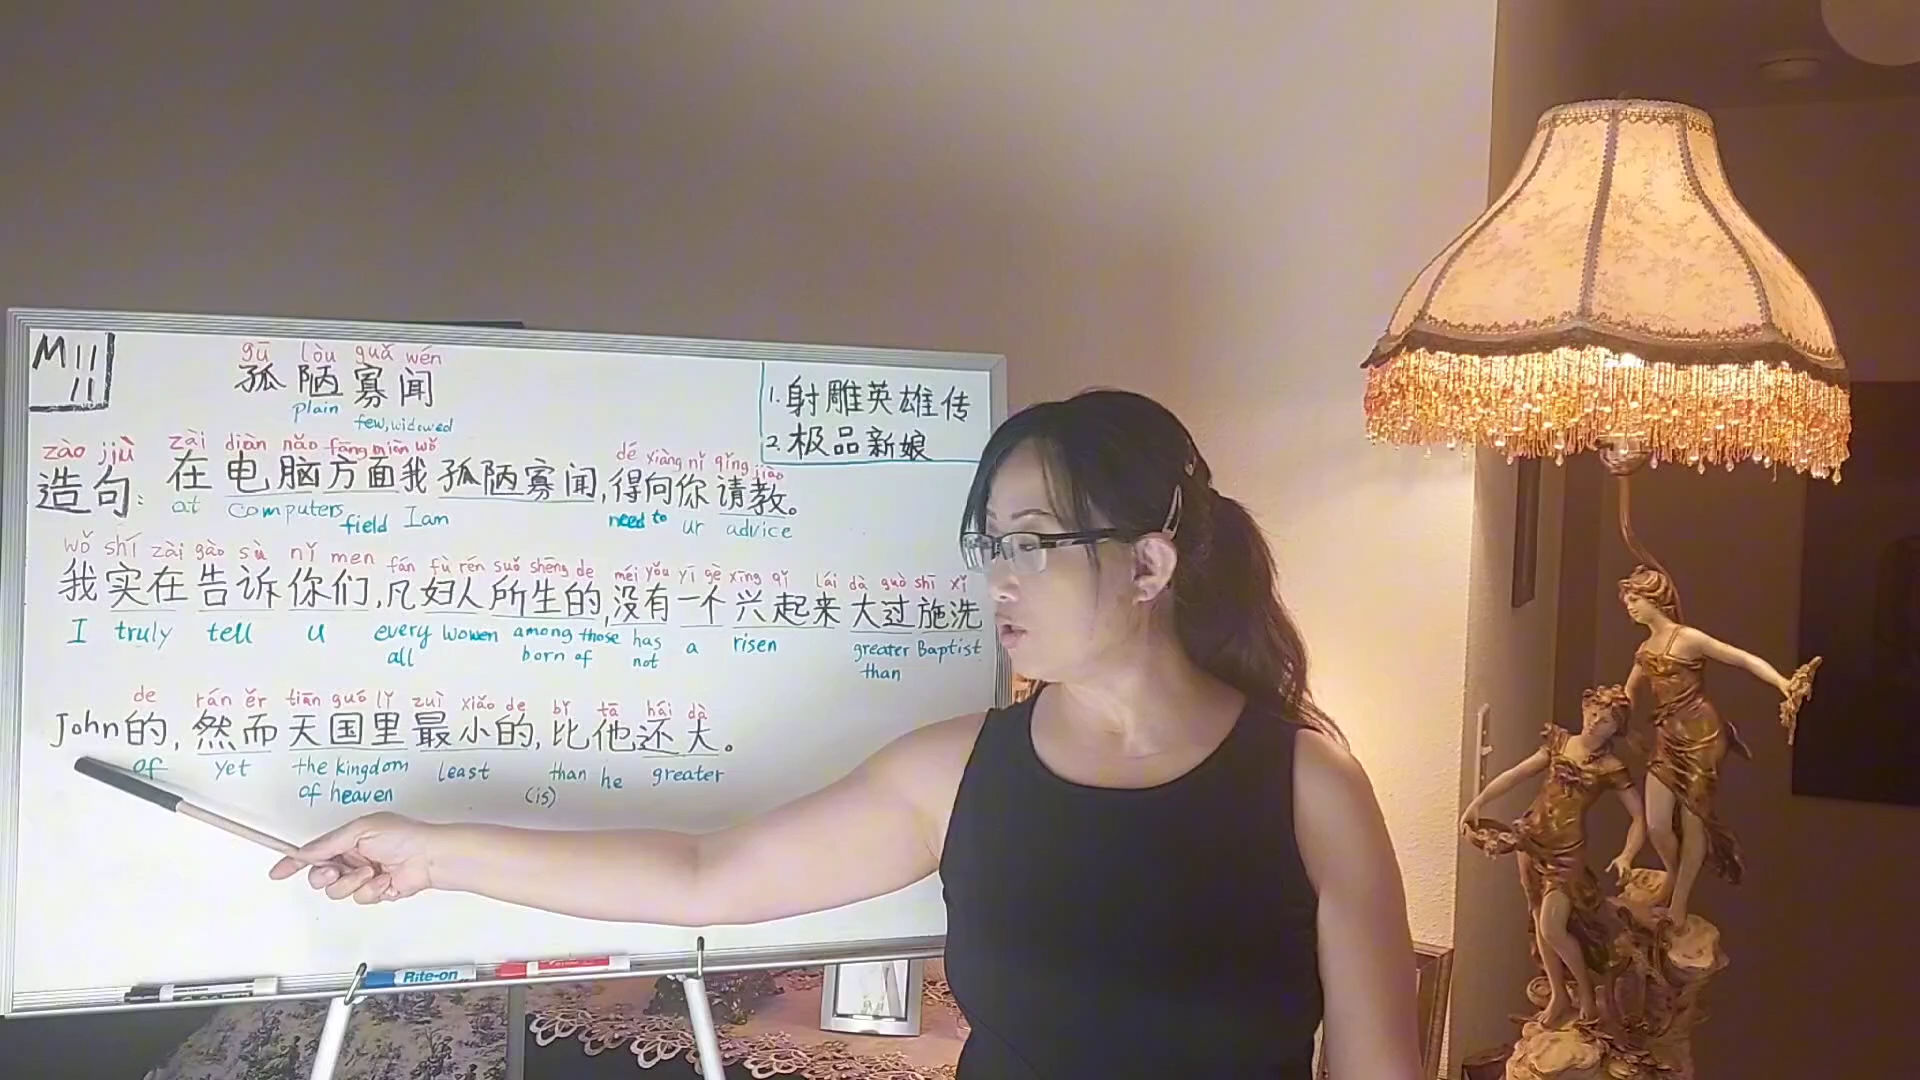 M11
11
gū lòu guǎ wén
孤陋寡闻
plain few, widowed
1. 射雕英雄传
2. 极品新娘
zào jiù zài diàn nǎo fāng miàn wǒ dé xiàng nǐ qǐng jiào
造句: 在电脑方面我孤陋寡闻,得向你请教。
at computers field I am need to ur advice
wǒ shí zài gào sù nǐ men fán fù rén suǒ shēng de méi yǒu yī gè xīng qǐ lái dà guò shī xǐ
我实在告诉你们,凡妇人所生的,没有一个兴起来大过施洗
I truly tell u every women among those has a risen greater Baptist
all born of not than
de rán ér tiān guó lǐ zuì xiǎo de bǐ tā hái dà
John的, 然而天国里最小的,比他还大。
of yet the kingdom least than he greater
of heaven (is)
Rite-on